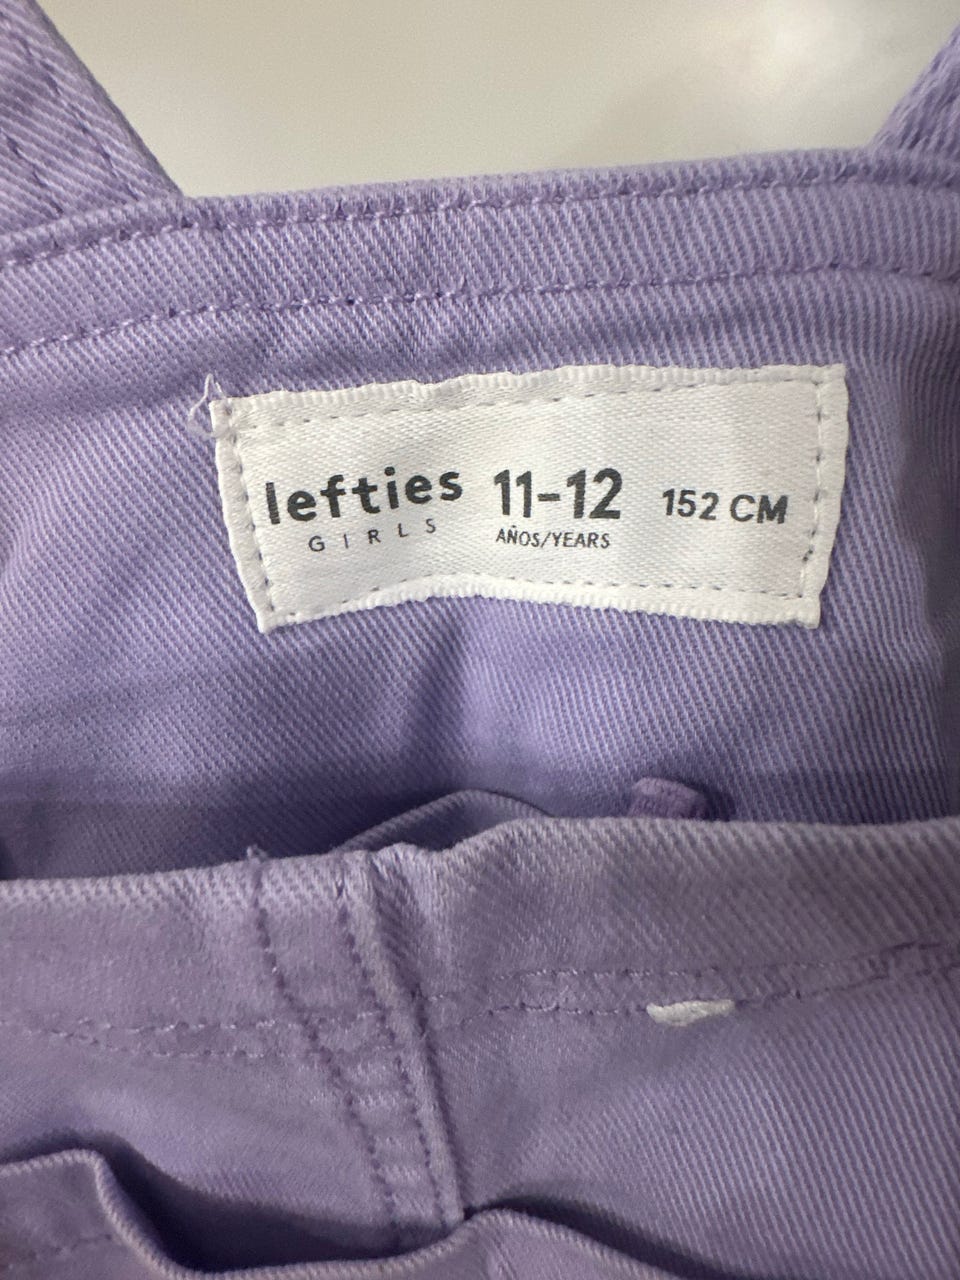 lefties 11-12 152 CM
GIRLS AÑOS/YEARS